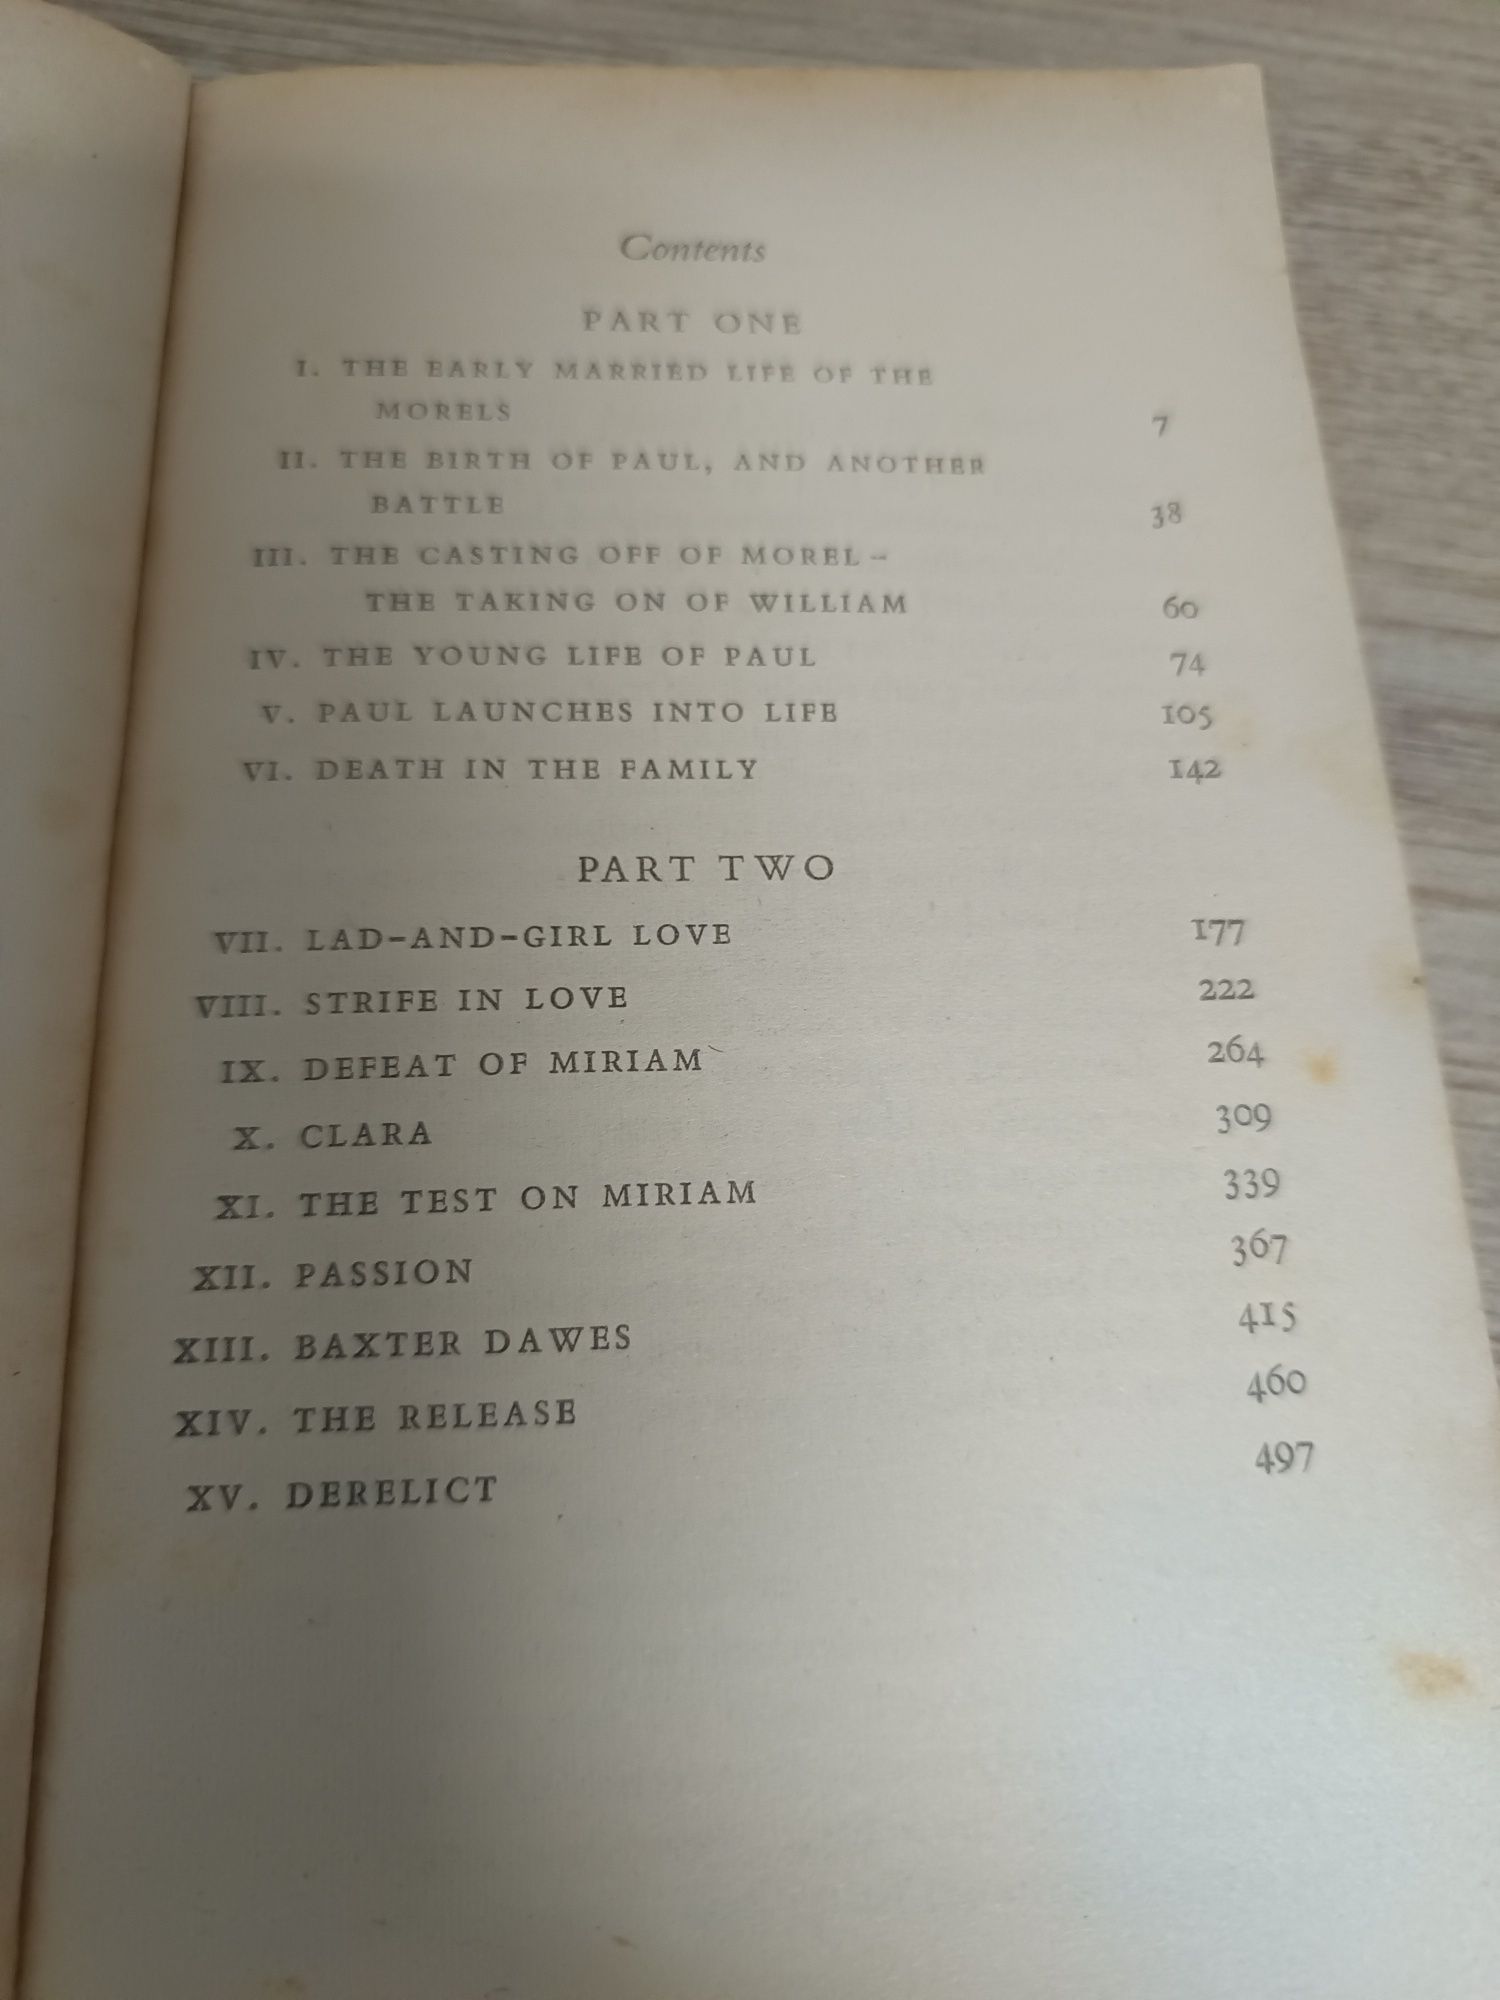 Contents
PART ONE
I. THE EARLY MARRIED LIFE OF THE
MORELS 7
II. THE BIRTH OF PAUL, AND ANOTHER
BATTLE 38
III. THE CASTING OFF OF MOREL –
THE TAKING ON OF WILLIAM 60
IV. THE YOUNG LIFE OF PAUL 74
V. PAUL LAUNCHES INTO LIFE 105
VI. DEATH IN THE FAMILY 142
PART TWO
VII. LAD-AND-GIRL LOVE 177
VIII. STRIFE IN LOVE 222
IX. DEFEAT OF MIRIAM 264
X. CLARA 309
XI. THE TEST ON MIRIAM 339
XII. PASSION 367
XIII. BAXTER DAWES 415
XIV. THE RELEASE 460
XV. DERELICT 497